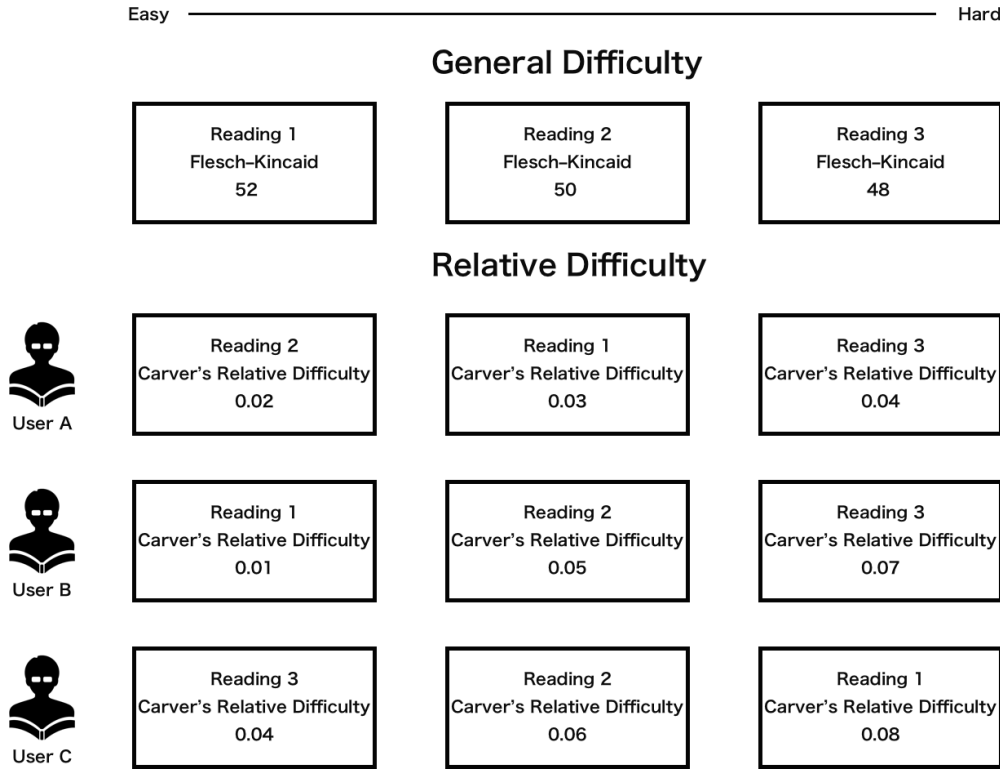 Easy Hard
General Difficulty
Reading 1
Flesch–Kincaid
52
Reading 2
Flesch–Kincaid
50
Reading 3
Flesch–Kincaid
48
Relative Difficulty
User A
Reading 2
Carver's Relative Difficulty
0.02
Reading 1
Carver's Relative Difficulty
0.03
Reading 3
Carver's Relative Difficulty
0.04
User B
Reading 1
Carver's Relative Difficulty
0.01
Reading 2
Carver's Relative Difficulty
0.05
Reading 3
Carver's Relative Difficulty
0.07
User C
Reading 3
Carver's Relative Difficulty
0.04
Reading 2
Carver's Relative Difficulty
0.06
Reading 1
Carver's Relative Difficulty
0.08